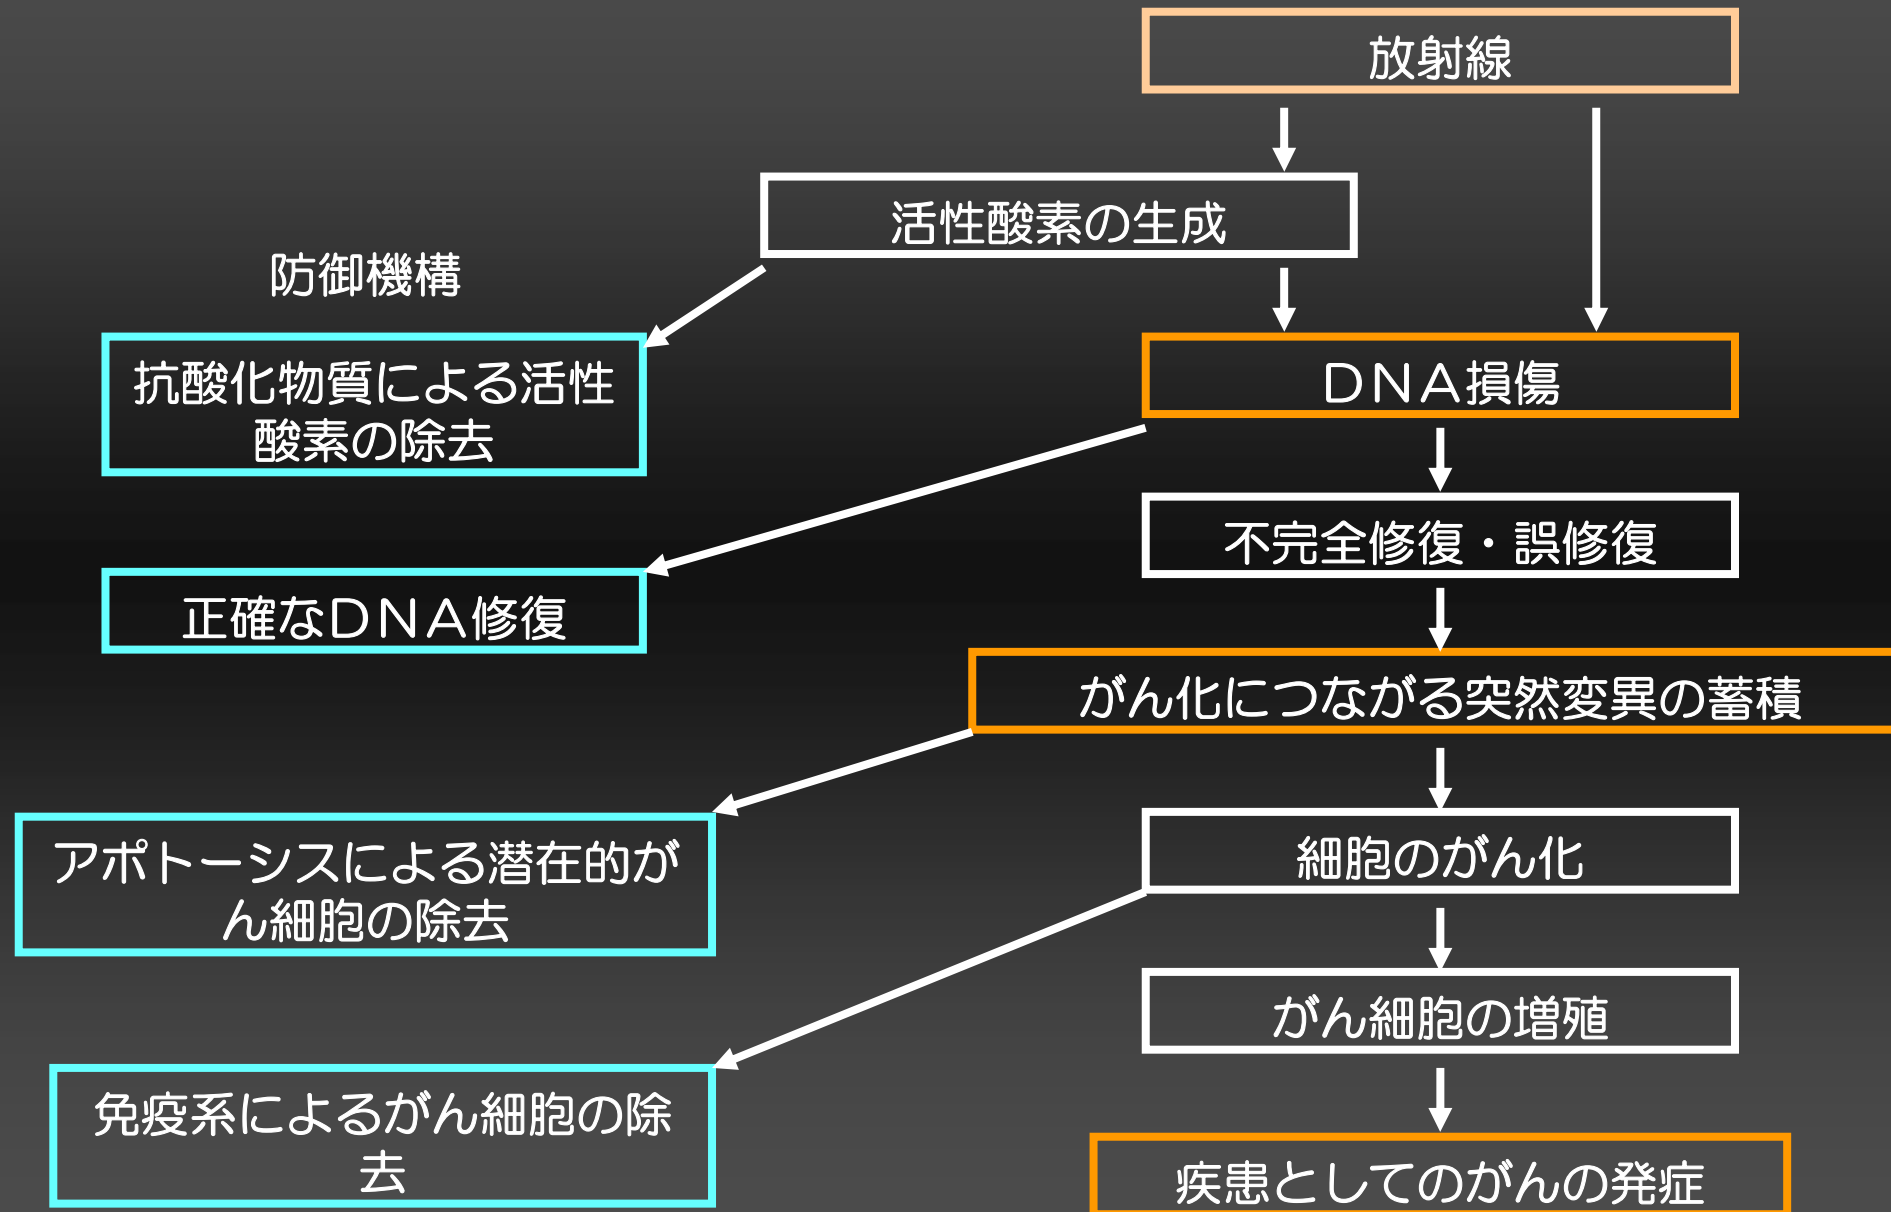 放射線
活性酸素の生成
防御機構
抗酸化物質による活性
酸素の除去
ＤＮＡ損傷
不完全修復・誤修復
正確なＤＮＡ修復
がん化につながる突然変異の蓄積
アポトーシスによる潜在的が
ん細胞の除去
細胞のがん化
がん細胞の増殖
免疫系によるがん細胞の除
去
疾患としてのがんの発症